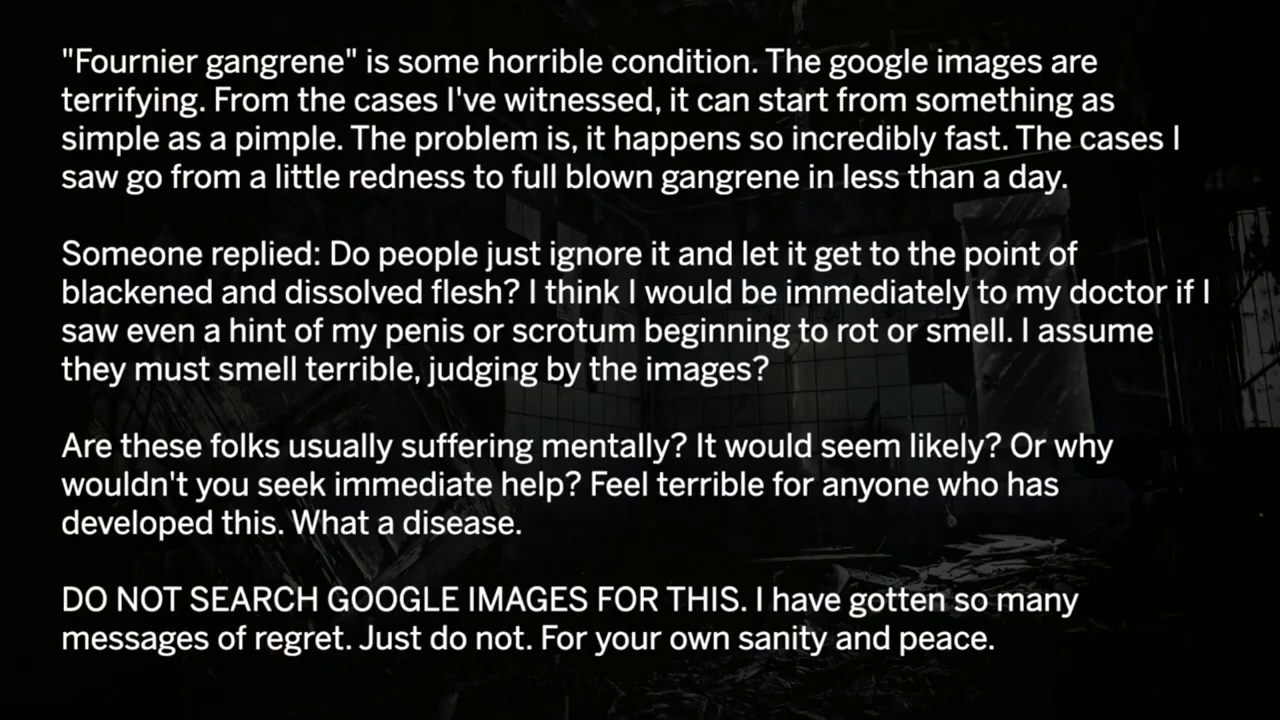 "Fournier gangrene" is some horrible condition. The google images are
terrifying. From the cases I've witnessed, it can start from something as
simple as a pimple. The problem is, it happens so incredibly fast. The cases I
saw go from a little redness to full blown gangrene in less than a day.
Someone replied: Do people just ignore it and let it get to the point of
blackened and dissolved flesh? I think I would be immediately to my doctor if I
saw even a hint of my penis or scrotum beginning to rot or smell. I assume
they must smell terrible, judging by the images?
Are these folks usually suffering mentally? It would seem likely? Or why
wouldn't you seek immediate help? Feel terrible for anyone who has
developed this. What a disease.
DO NOT SEARCH GOOGLE IMAGES FOR THIS. I have gotten so many
messages of regret. Just do not. For your own sanity and peace.